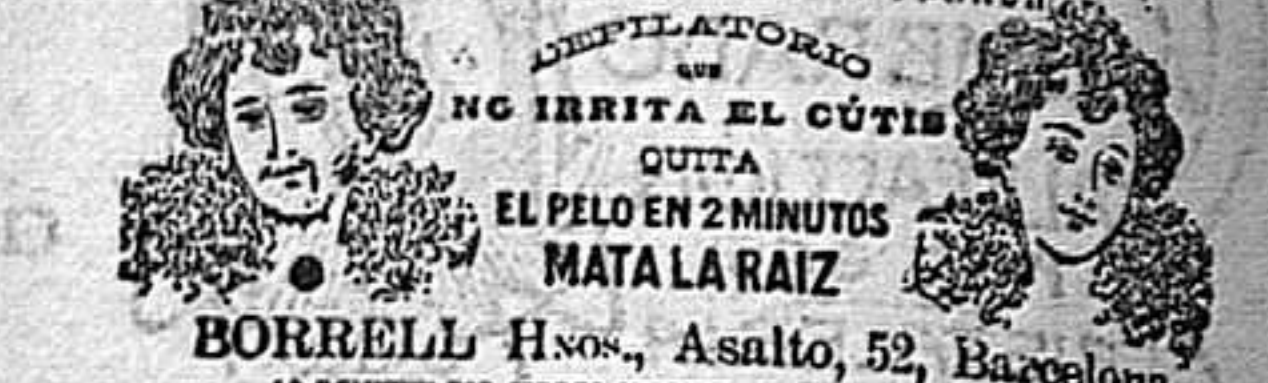 DEPILATORIO
QUE
NO IRRITA EL CÚTIS
QUITA
EL PELO EN 2 MINUTOS
MATA LA RAIZ
BORRELL Hnos., Asalto, 52, Barcelona